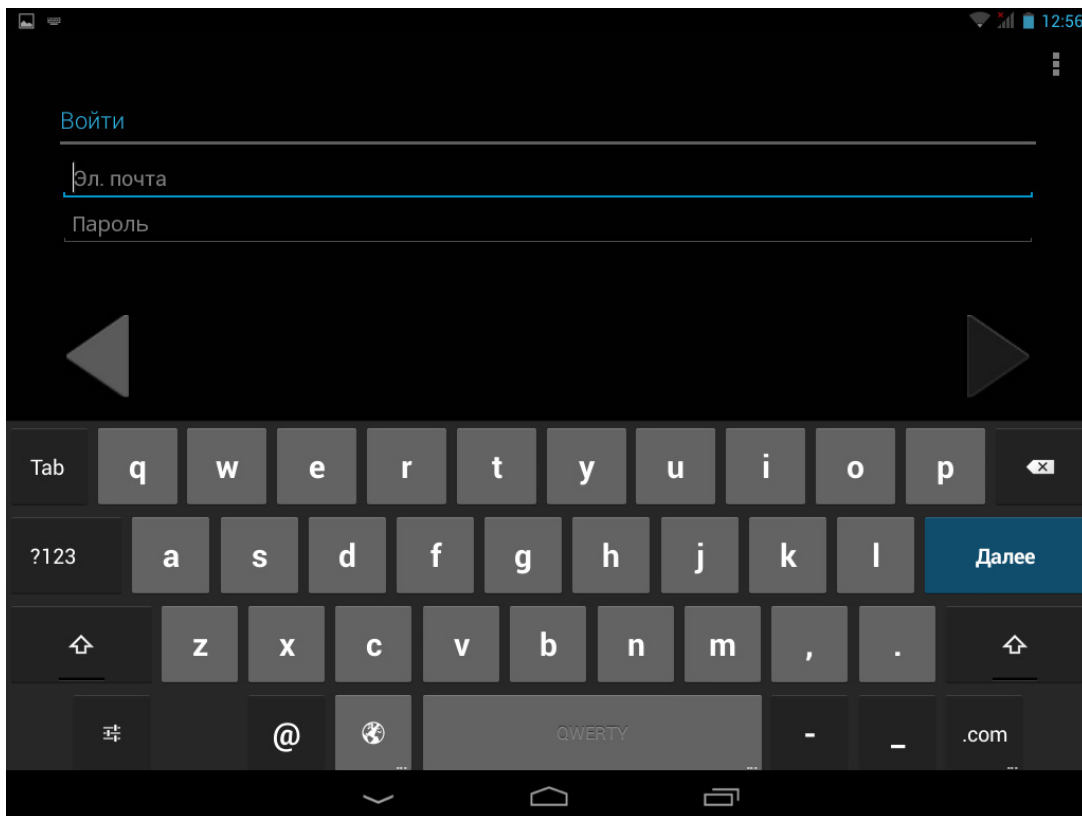 12:56
Войти
Эл. почта
Пароль
Tab q w e r t y u i o p
?123 a s d f g h j k l Далее
z x c v b n m , .
@ QWERTY - _ .com